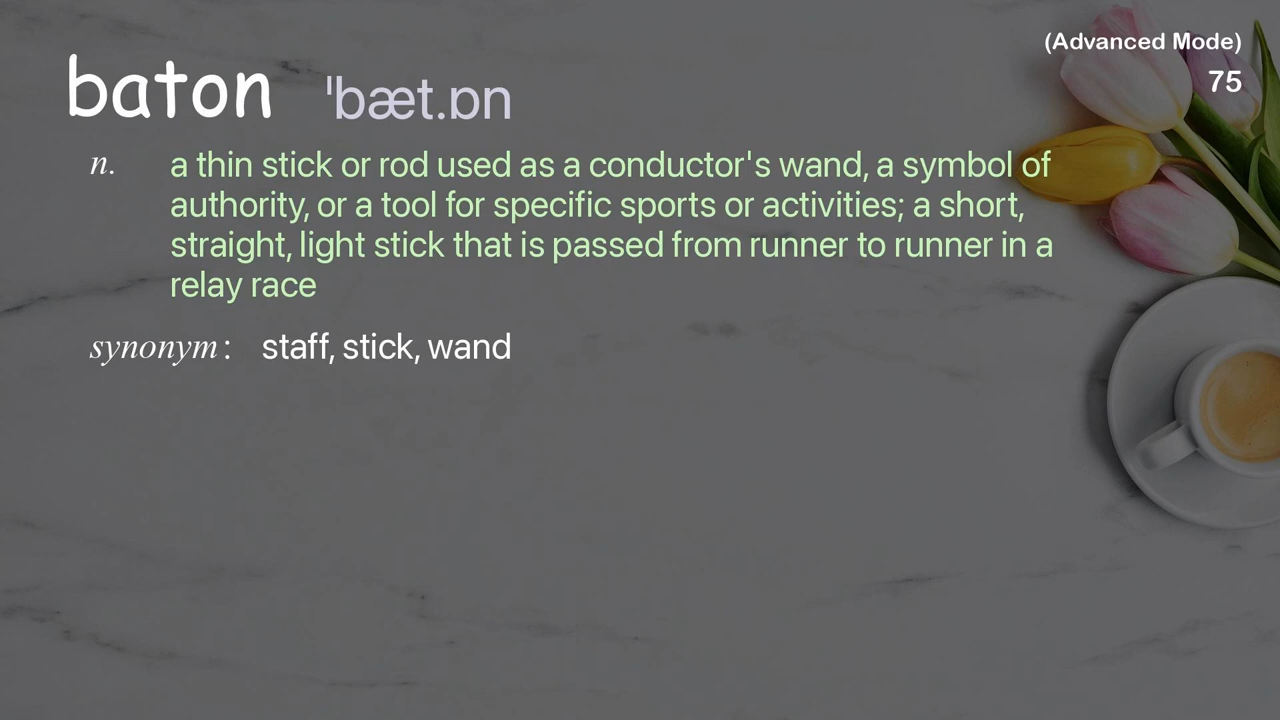 (Advanced Mode)
75
baton ˈbæt.ɒn
n. a thin stick or rod used as a conductor's wand, a symbol of
authority, or a tool for specific sports or activities; a short,
straight, light stick that is passed from runner to runner in a
relay race
synonym: staff, stick, wand